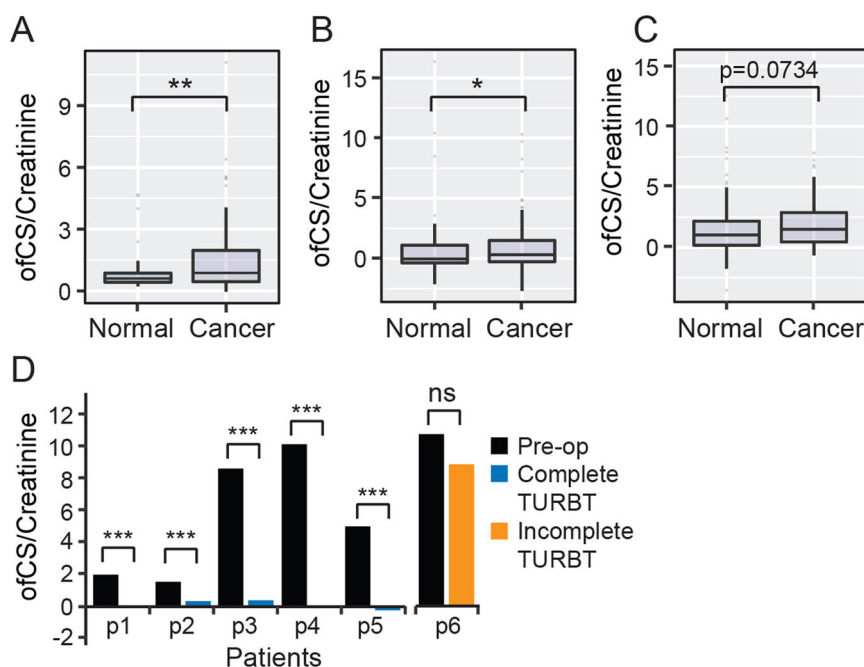 A
ofCS/Creatinine
9
6
3
0
**
Normal Cancer
B
ofCS/Creatinine
15
10
5
0
*
Normal Cancer
C
ofCS/Creatinine
15
10
5
0
p=0.0734
Normal Cancer
D
ofCS/Creatinine
12
10
8
6
4
2
0
-2
***
***
***
***
***
ns
p1 p2 p3 p4 p5 p6
Patients
Pre-op
Complete
TURBT
Incomplete
TURBT